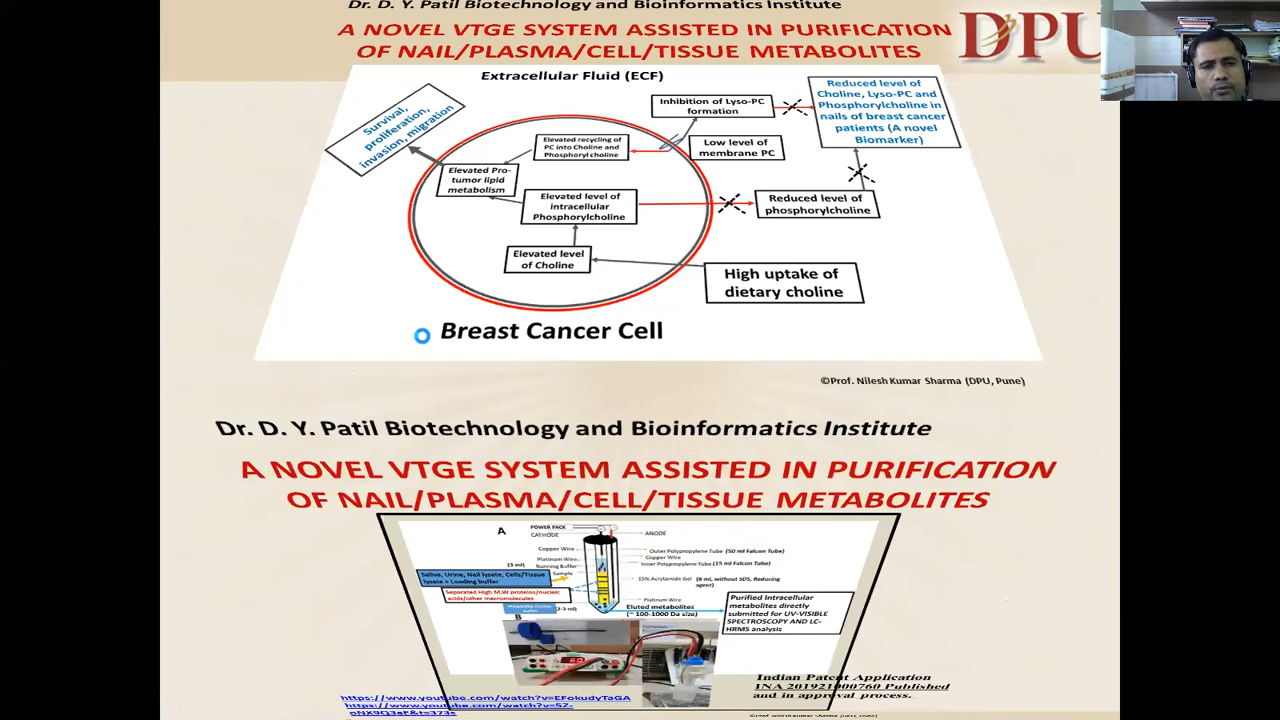 Dr. D. Y. Patil Biotechnology and Bioinformatics Institute
A NOVEL VTGE SYSTEM ASSISTED IN PURIFICATION
OF NAIL/PLASMA/CELL/TISSUE METABOLITES
DPU
Extracellular Fluid (ECF)
Survival,
proliferation,
invasion, migration
Inhibition of Lyso-PC
formation
Reduced level of
Choline, Lyso-PC and
Phosphorylcholine in
nails of breast cancer
patients (A novel
Biomarker)
Elevated recycling of
PC into Choline and
Phosphoryl choline
Low level of
membrane PC
Elevated Pro-
tumor lipid
metabolism
Elevated level of
intracellular
Phosphorylcholine
Reduced level of
phosphorylcholine
Elevated level
of Choline
High uptake of
dietary choline
Breast Cancer Cell
©Prof. Nilesh Kumar Sharma (DPU, Pune)
Dr. D. Y. Patil Biotechnology and Bioinformatics Institute
A NOVEL VTGE SYSTEM ASSISTED IN PURIFICATION
OF NAIL/PLASMA/CELL/TISSUE METABOLITES
A
POWER PACK
CATHODE
ANODE
Copper Wire
Outer Polypropylene Tube (50 ml Falcon Tube)
Platinum Wire
Copper Wire
(3 ml)
Running Buffer
Inner Polypropylene Tube (15 ml Falcon Tube)
Sample
Saliva, Urine, Nail lysate, Cells/Tissue
lysate + Loading buffer
15% Acrylamide Gel (8 ml, without SDS, Reducing
agent)
Separated High M.W proteins/nucleic
acids/other macromolecules
Platinum Wire
(2-3 ml)
Eluted metabolites
(~ 100-1000 Da size)
Purified Intracellular
metabolites directly
submitted for UV-VISIBLE
SPECTROSCOPY AND LC-
HRMS analysis
B
Indian Patent Application
INA 201921000760 Published
and in approval process.
https://www.youtube.com/watch?v=EFokudyTaGA
https://www.youtube.com/watch?v=SZ-